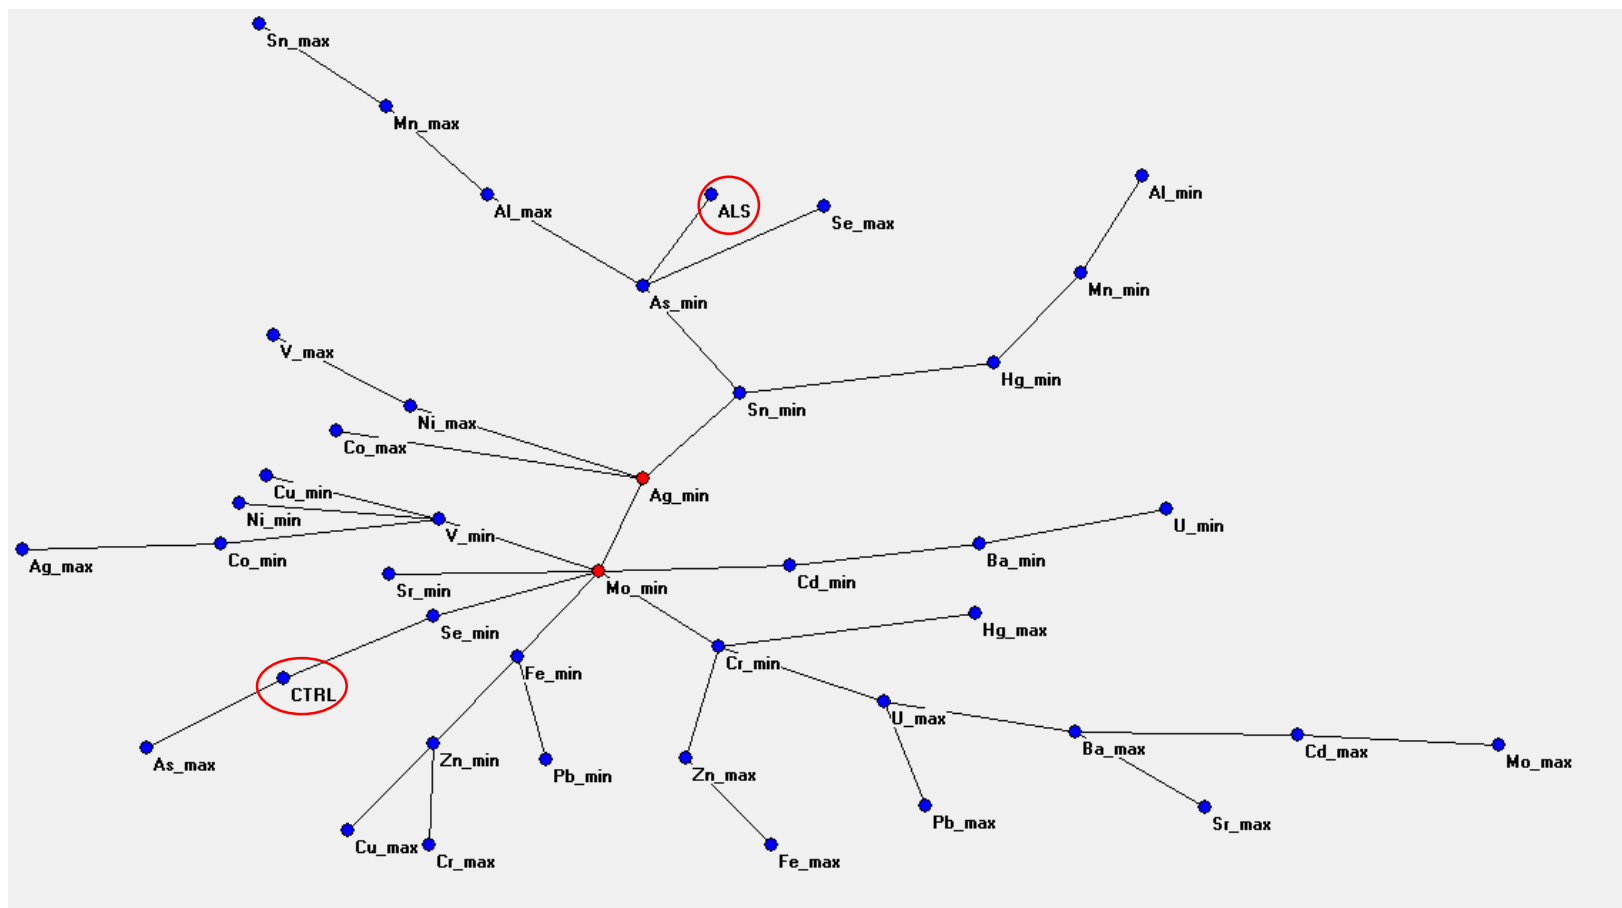 Sn_max
Mn_max
Al_max
ALS
Se_max
Al_min
As_min
Mn_min
V_max
Hg_min
Ni_max
Sn_min
Co_max
Cu_min
Ag_min
Ni_min
V_min
U_min
Ag_max
Co_min
Ba_min
Sr_min
Mo_min
Cd_min
Se_min
Hg_max
CTRL
Fe_min
Cr_min
U_max
As_max
Zn_min
Pb_min
Zn_max
Ba_max
Cd_max
Mo_max
Pb_max
Sr_max
Cu_max
Cr_max
Fe_max